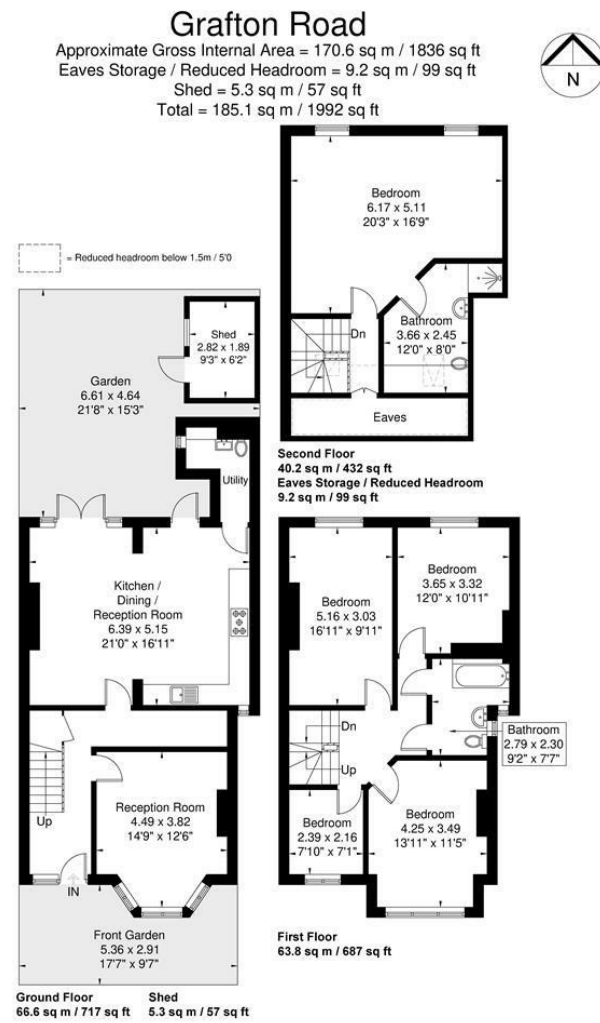 Grafton Road
Approximate Gross Internal Area = 170.6 sq m / 1836 sq ft
Eaves Storage / Reduced Headroom = 9.2 sq m / 99 sq ft
Shed = 5.3 sq m / 57 sq ft
Total = 185.1 sq m / 1992 sq ft
N
Bedroom
6.17 x 5.11
20'3" x 16'9"
= Reduced headroom below 1.5m / 5'0
Dn
Bathroom
3.66 x 2.45
12'0" x 8'0"
Eaves
Second Floor
40.2 sq m / 432 sq ft
Eaves Storage / Reduced Headroom
9.2 sq m / 99 sq ft
Shed
2.82 x 1.89
9'3" x 6'2"
Garden
6.61 x 4.64
21'8" x 15'3"
Utility
Kitchen /
Dining /
Reception Room
6.39 x 5.15
21'0" x 16'11"
Up
Reception Room
4.49 x 3.82
14'9" x 12'6"
IN
Front Garden
5.36 x 2.91
17'7" x 9'7"
Ground Floor
66.6 sq m / 717 sq ft
Shed
5.3 sq m / 57 sq ft
Bedroom
5.16 x 3.03
16'11" x 9'11"
Bedroom
3.65 x 3.32
12'0" x 10'11"
Dn
Up
Bathroom
2.79 x 2.30
9'2" x 7'7"
Bedroom
2.39 x 2.16
7'10" x 7'1"
Bedroom
4.25 x 3.49
13'11" x 11'5"
First Floor
63.8 sq m / 687 sq ft